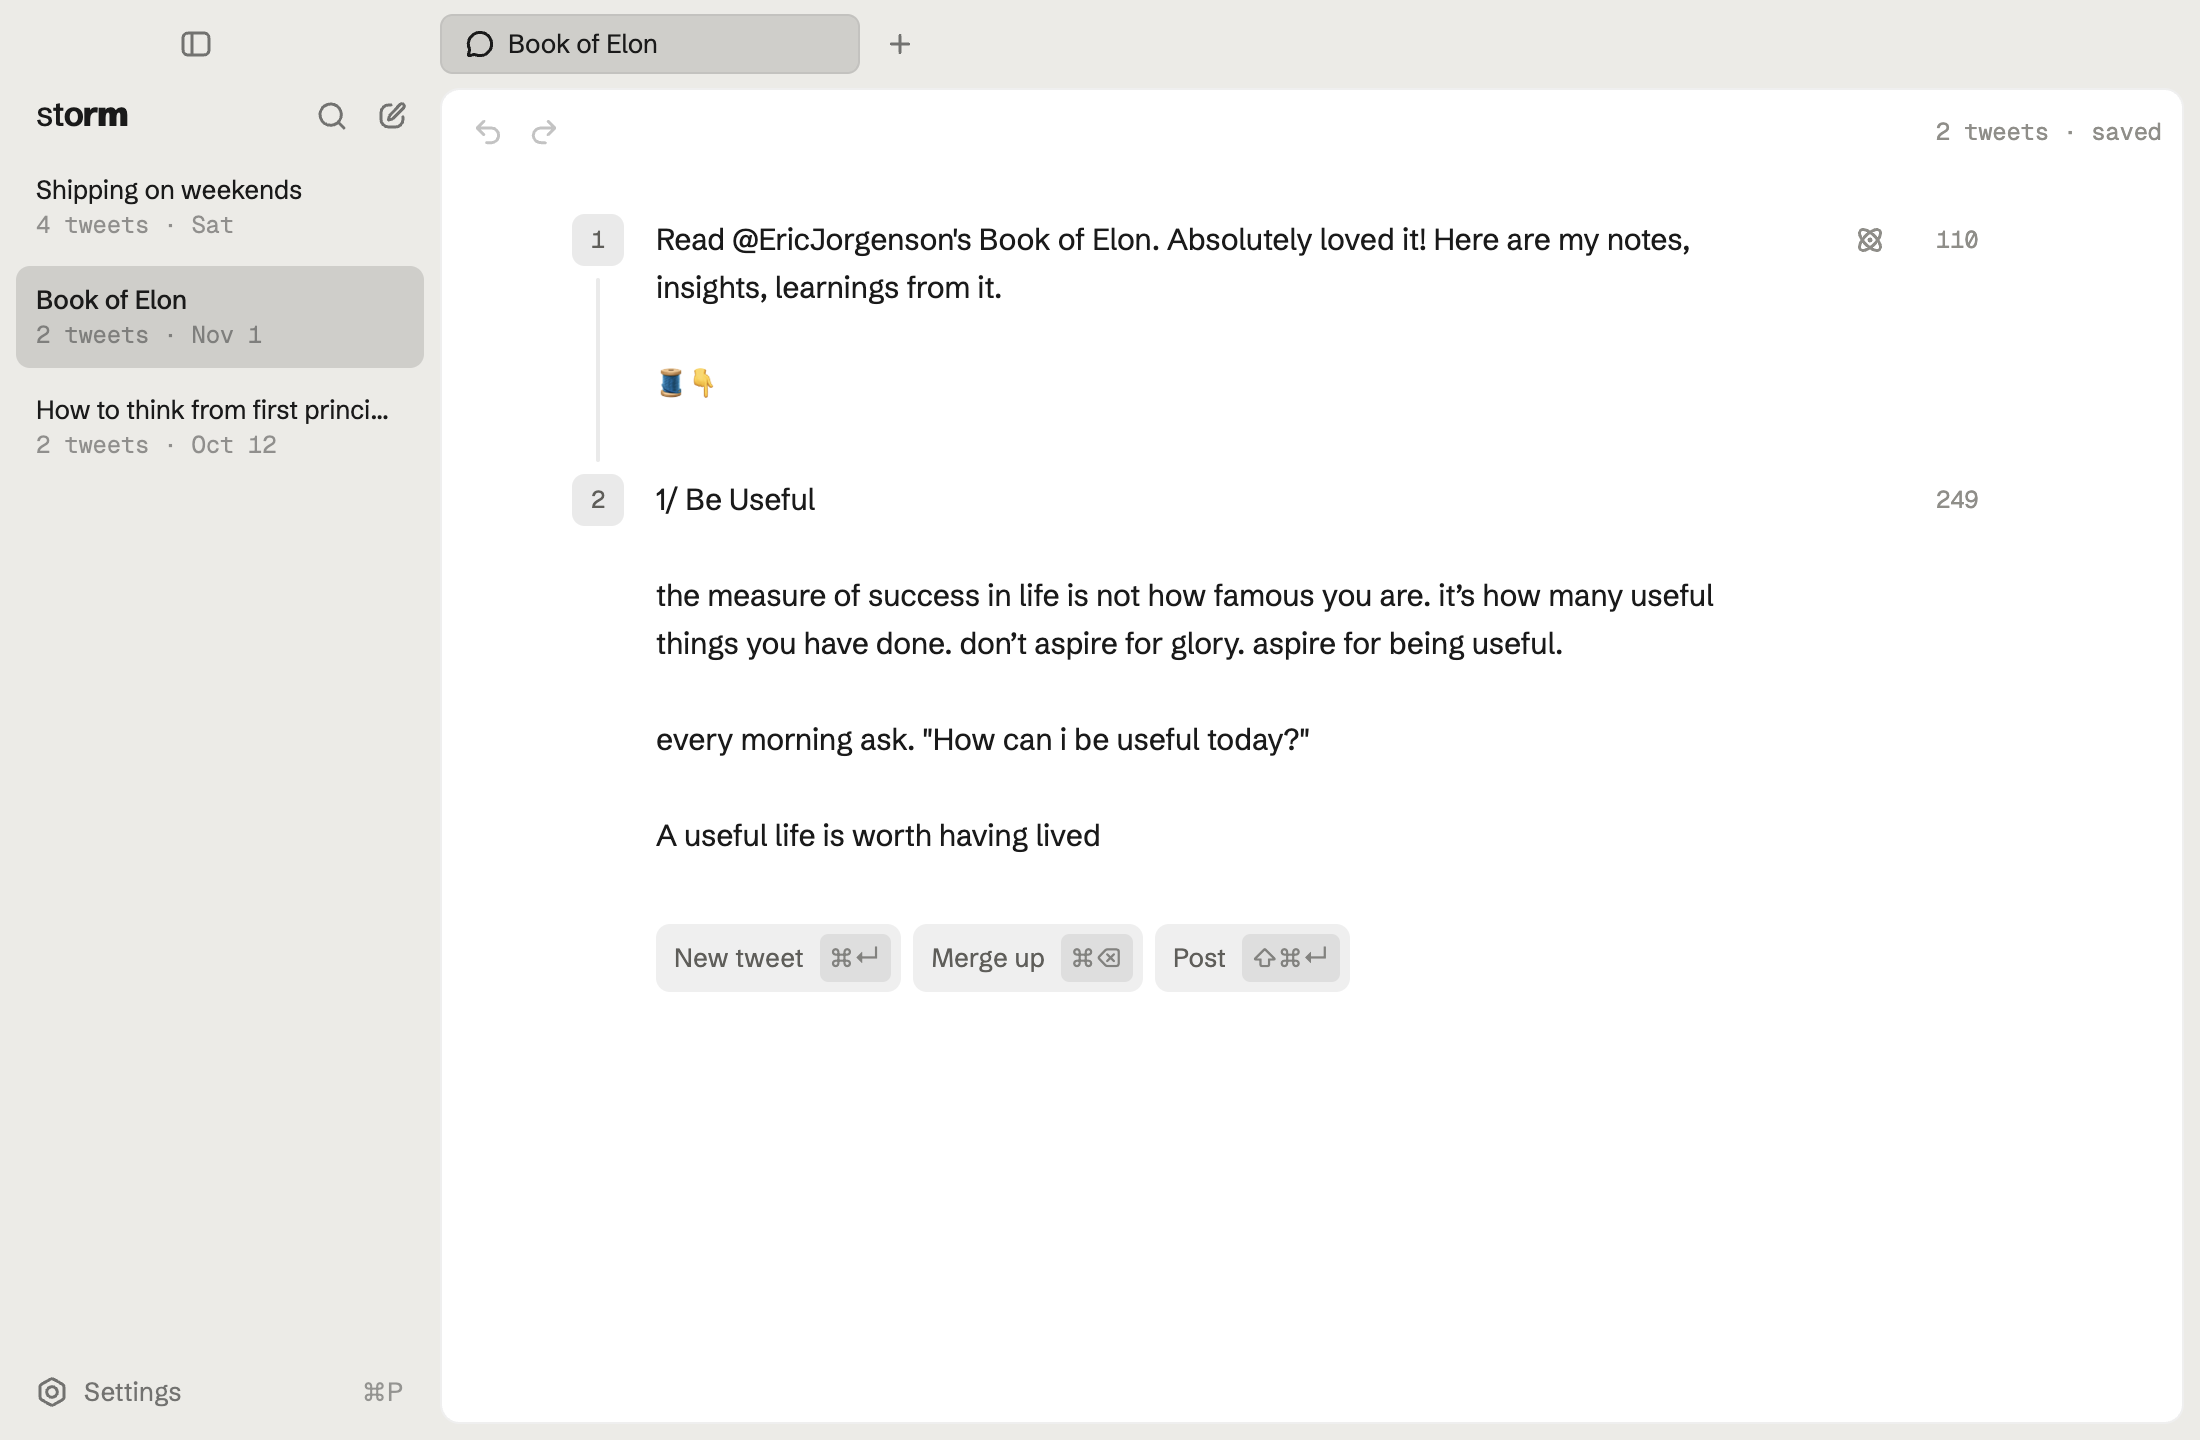 Book of Elon
storm
Shipping on weekends
4 tweets · Sat
Book of Elon
2 tweets · Nov 1
How to think from first princi...
2 tweets · Oct 12
Settings ⌘P
2 tweets · saved
1 Read @EricJorgenson's Book of Elon. Absolutely loved it! Here are my notes, 110
insights, learnings from it.
🧵👇
2 1/ Be Useful 249
the measure of success in life is not how famous you are. it’s how many useful
things you have done. don’t aspire for glory. aspire for being useful.
every morning ask. "How can i be useful today?"
A useful life is worth having lived
New tweet ⌘↵ Merge up ⌘⌫ Post ⇧⌘↵